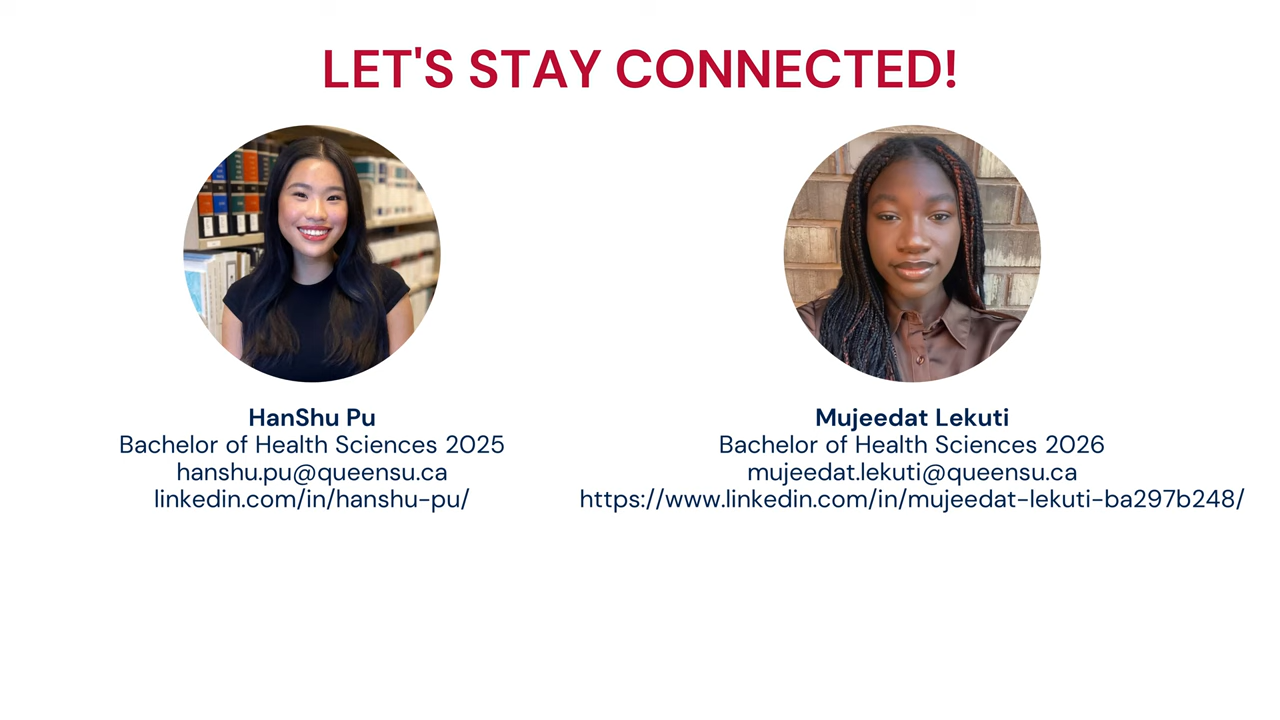 LET'S STAY CONNECTED!
HanShu Pu
Bachelor of Health Sciences 2025
hanshu.pu@queensu.ca
linkedin.com/in/hanshu-pu/
Mujeedat Lekuti
Bachelor of Health Sciences 2026
mujeedat.lekuti@queensu.ca
https://www.linkedin.com/in/mujeedat-lekuti-ba297b248/